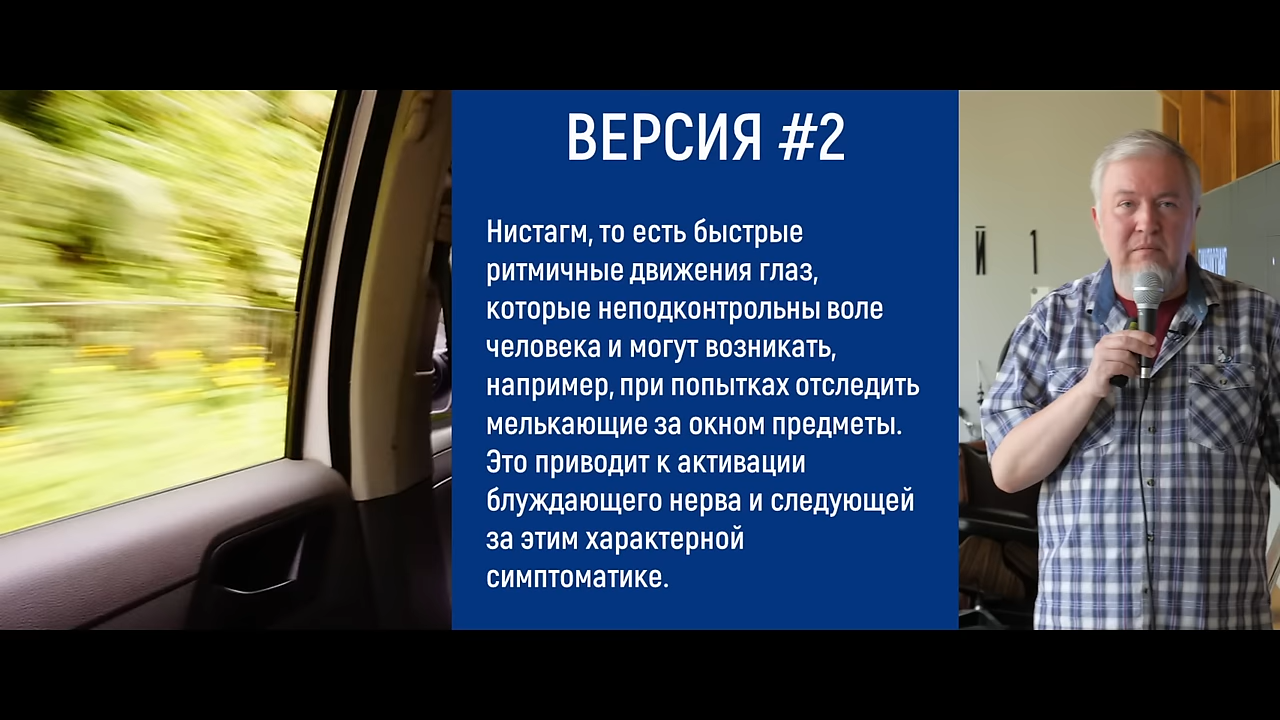 ВЕРСИЯ #2
Нистагм, то есть быстрые
ритмичные движения глаз,
которые неподконтрольны воле
человека и могут возникать,
например, при попытках отследить
мелькающие за окном предметы.
Это приводит к активации
блуждающего нерва и следующей
за этим характерной
симптоматике.
Й 1